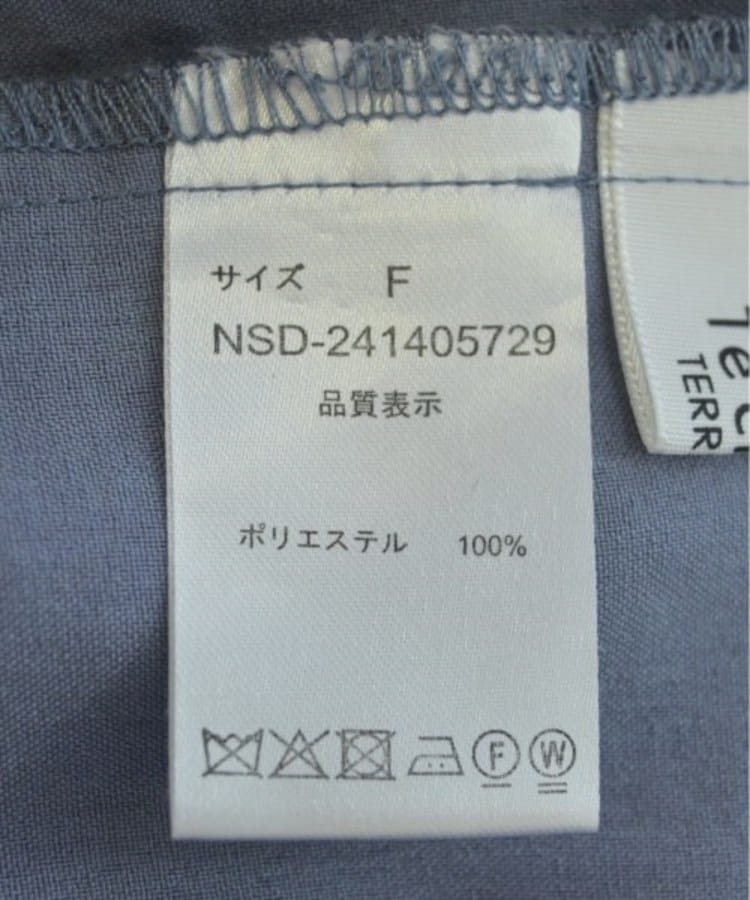 サイズ F
NSD-241405729
品質表示
ポリエステル 100%
F W
TERR